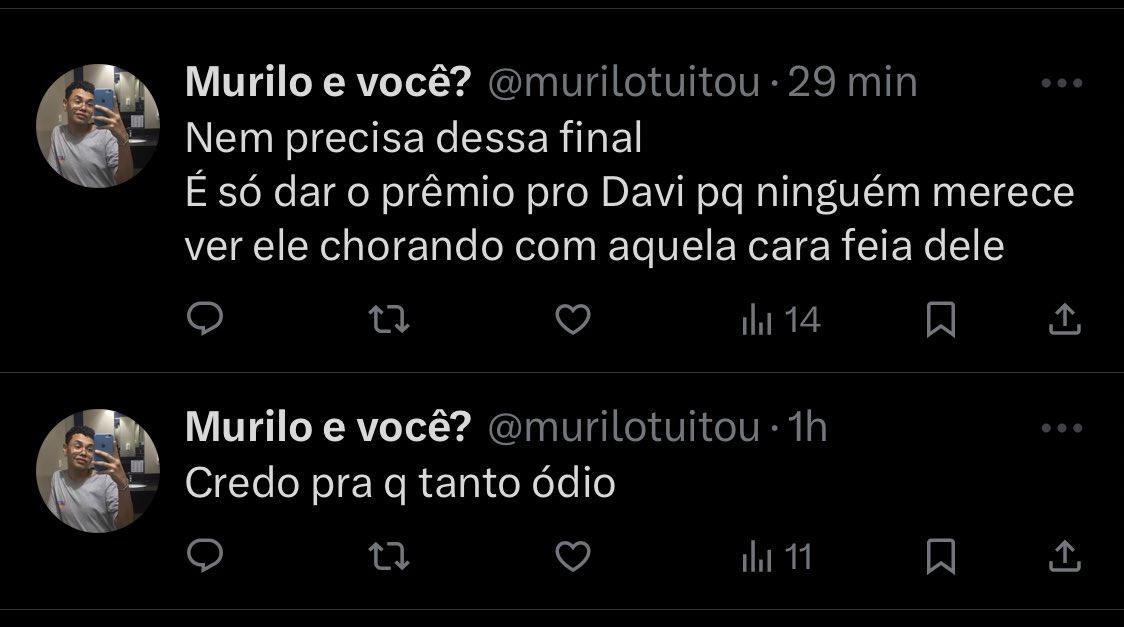 Murilo e você? @murilotuitou · 29 min
Nem precisa dessa final
É só dar o prêmio pro Davi pq ninguém merece
ver ele chorando com aquela cara feia dele
14
Murilo e você? @murilotuitou · 1h
Credo pra q tanto ódio
11